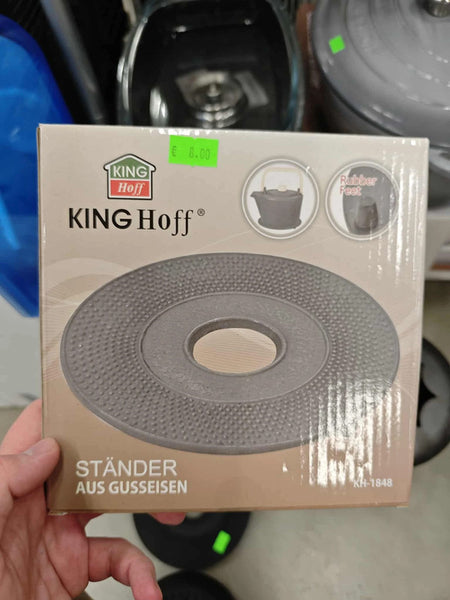 € 8.00
KING
Hoff
KING Hoff®
Rubber
Feet
STÄNDER
AUS GUSSEISEN
KH-1848